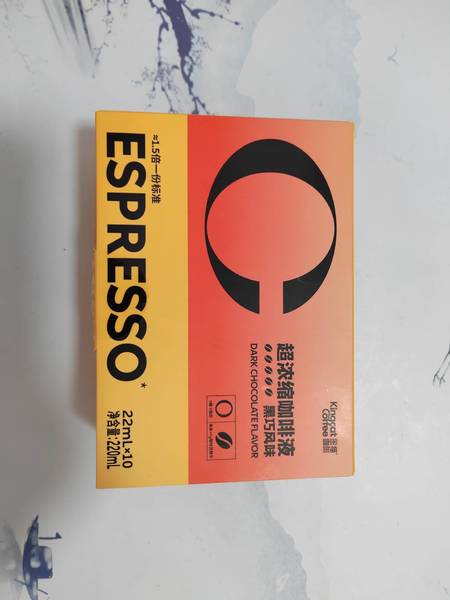 Kingcat 金猫
Coffee 咖啡
超浓缩咖啡液
黑巧风味
DARK CHOCOLATE FLAVOR
≈1.5倍一份标准
ESPRESSO*
22mL×10
净含量:220mL